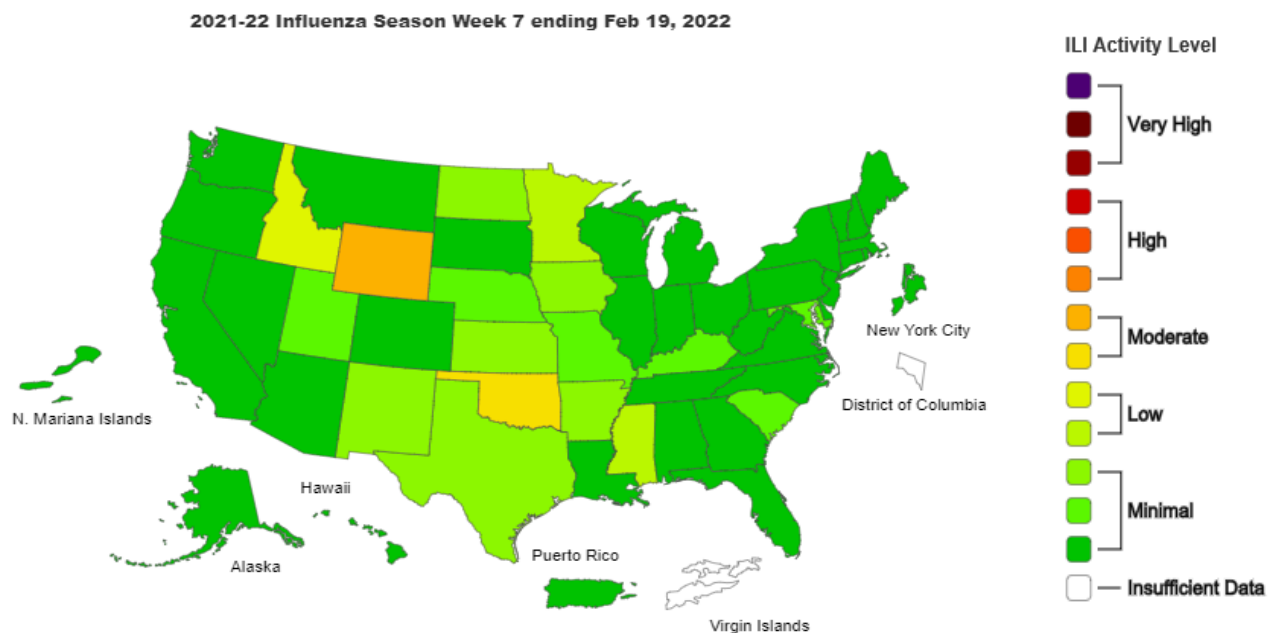 2021-22 Influenza Season Week 7 ending Feb 19, 2022
ILI Activity Level
Very High
High
Moderate
Low
Minimal
Insufficient Data
New York City
District of Columbia
N. Mariana Islands
Hawaii
Alaska
Puerto Rico
Virgin Islands